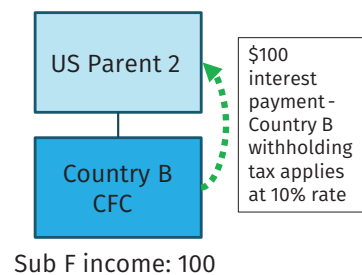 US Parent 2
$100
interest
payment -
Country B
withholding
tax applies
at 10% rate
Country B
CFC
Sub F income: 100